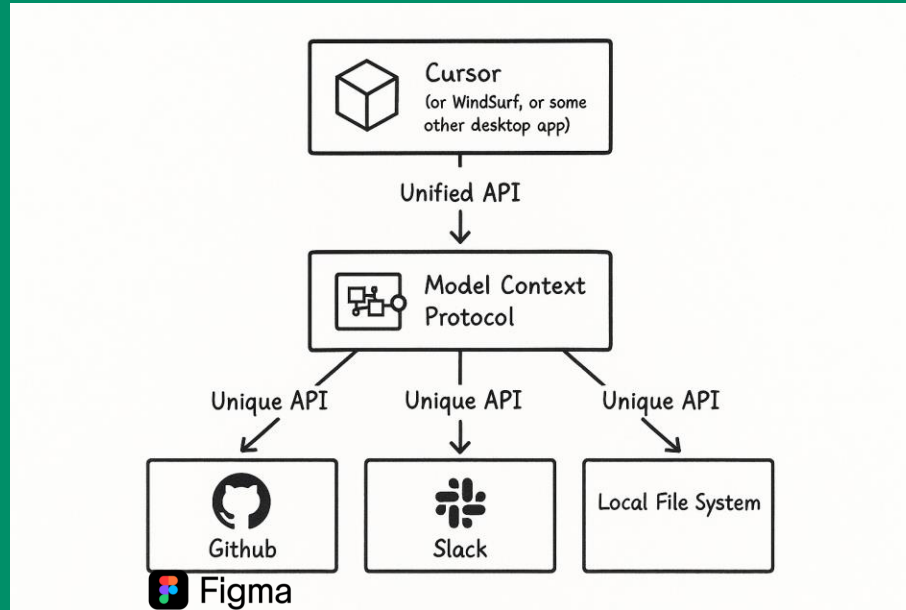 Cursor
(or WindSurf, or some
other desktop app)
Unified API
Model Context
Protocol
Unique API
Unique API
Unique API
Github
Slack
Local File System
Figma